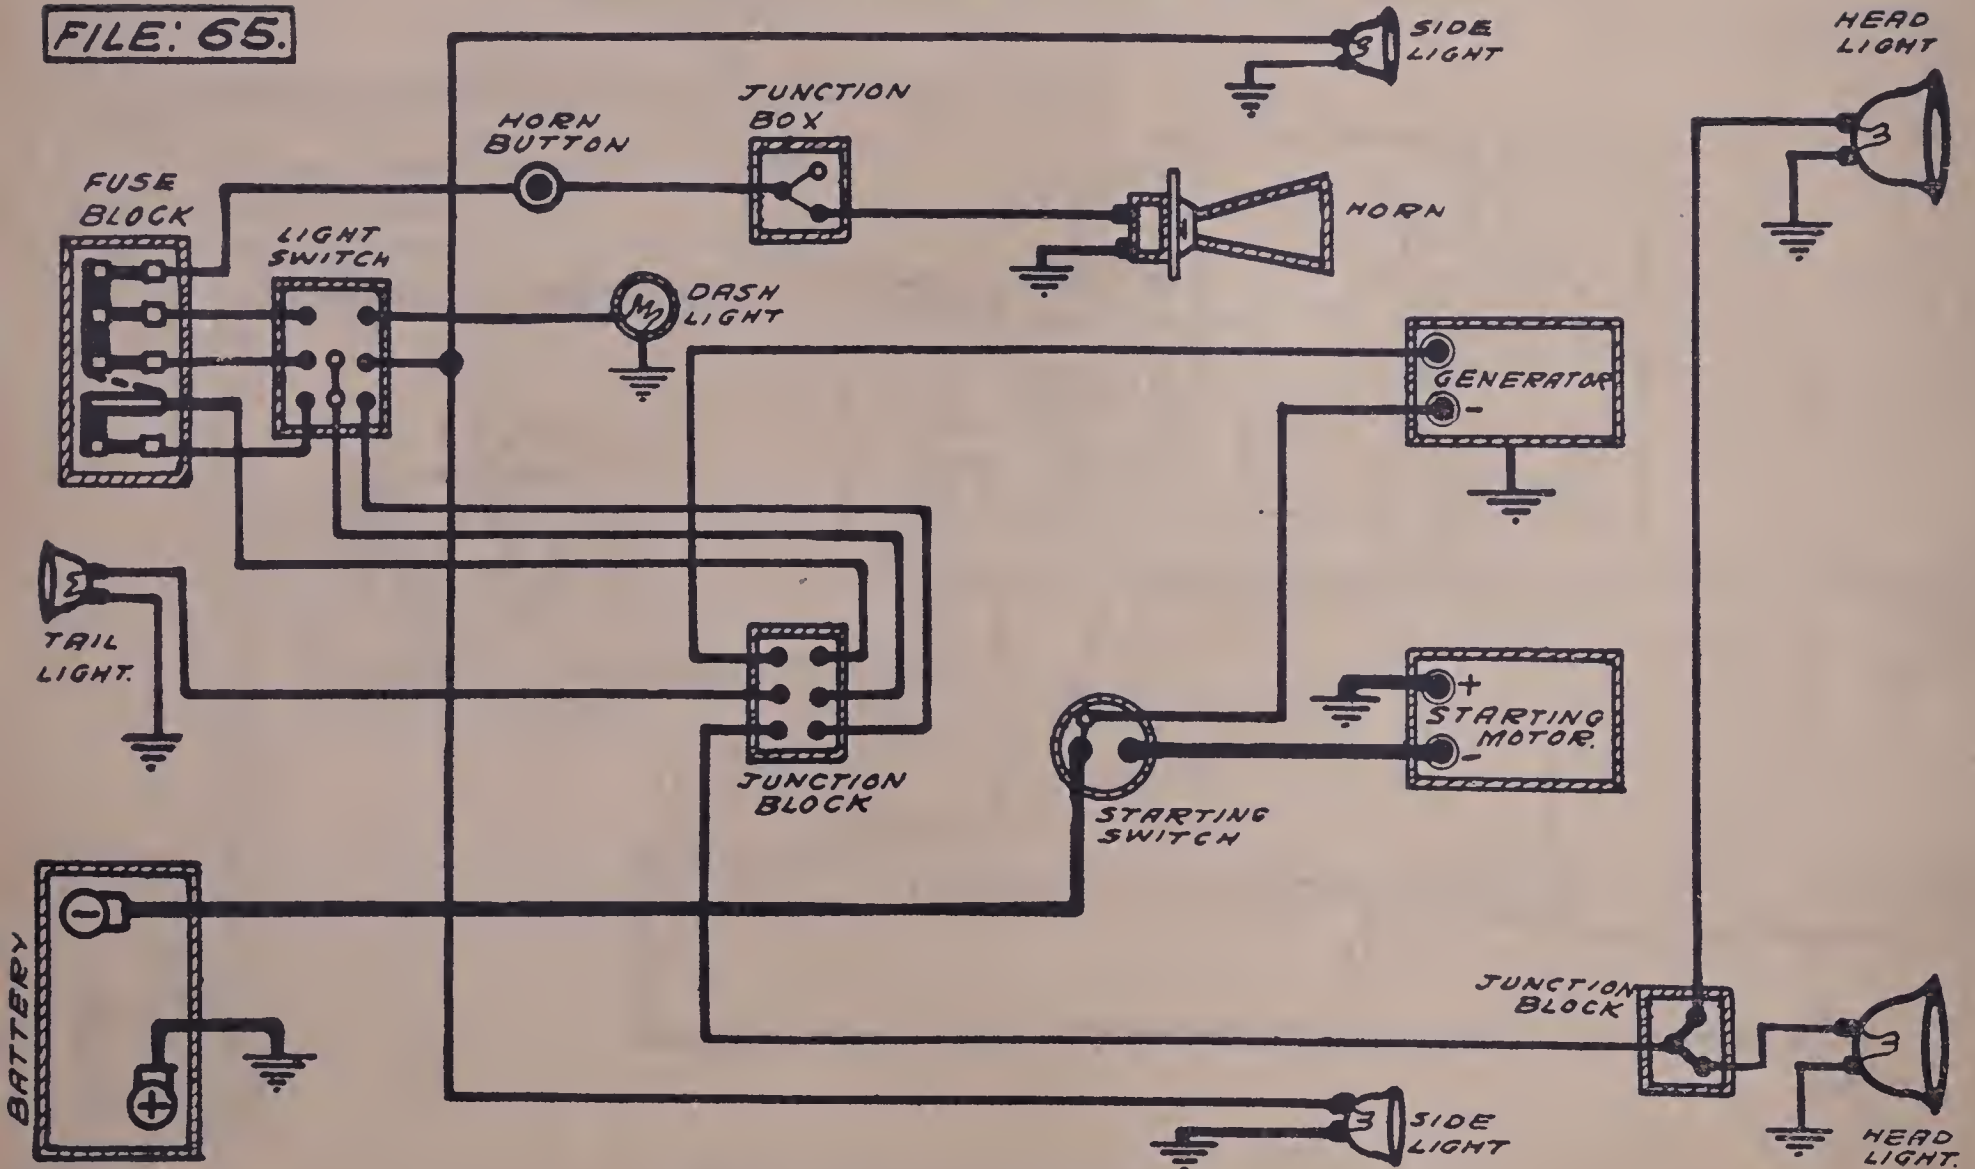 FILE: 65.
SIDE
LIGHT
HEAD
LIGHT
JUNCTION
BOX
HORN
BUTTON
HORN
FUSE
BLOCK
LIGHT
SWITCH
DASH
LIGHT
GENERATOR
-
TAIL
LIGHT.
+
STARTING
MOTOR.
-
JUNCTION
BLOCK
STARTING
SWITCH
BATTERY
-
+
JUNCTION
BLOCK
SIDE
LIGHT
HEAD
LIGHT.